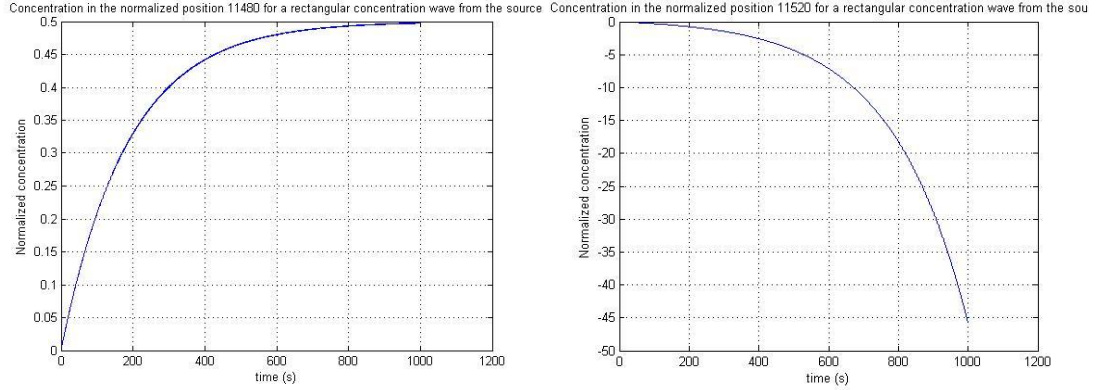 Concentration in the normalized position 11480 for a rectangular concentration wave from the source
0.5
0.45
0.4
0.35
0.3
0.25
0.2
0.15
0.1
0.05
0
Normalized concentration
0 200 400 600 800 1000 1200
time (s)
Concentration in the normalized position 11520 for a rectangular concentration wave from the sou
0
-5
-10
-15
-20
-25
-30
-35
-40
-45
-50
Normalized concentration
0 200 400 600 800 1000 1200
time (s)